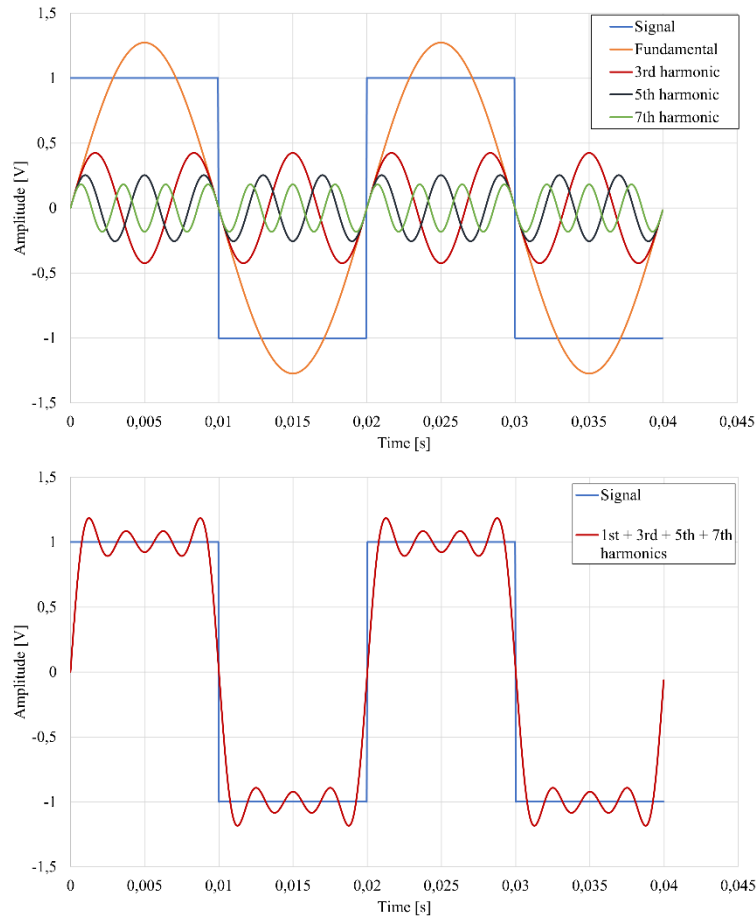 1,5
1
0,5
0
-0,5
-1
-1,5
Amplitude [V]
Signal
Fundamental
3rd harmonic
5th harmonic
7th harmonic
0 0,005 0,01 0,015 0,02 0,025 0,03 0,035 0,04 0,045
Time [s]
1,5
1
0,5
0
-0,5
-1
-1,5
Amplitude [V]
Signal
1st + 3rd + 5th + 7th
harmonics
0 0,005 0,01 0,015 0,02 0,025 0,03 0,035 0,04 0,045
Time [s]